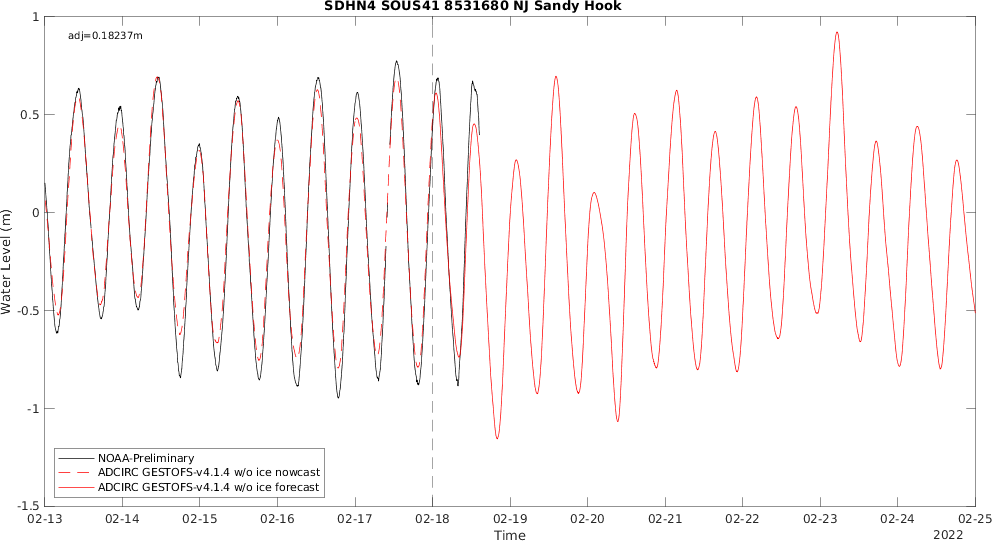 SDHN4 SOUS41 8531680 NJ Sandy Hook
adj=0.18237m
1
0.5
0
-0.5
-1
-1.5
Water Level (m)
NOAA-Preliminary
ADCIRC GESTOFS-v4.1.4 w/o ice nowcast
ADCIRC GESTOFS-v4.1.4 w/o ice forecast
02-13 02-14 02-15 02-16 02-17 02-18 02-19 02-20 02-21 02-22 02-23 02-24 02-25
Time
2022